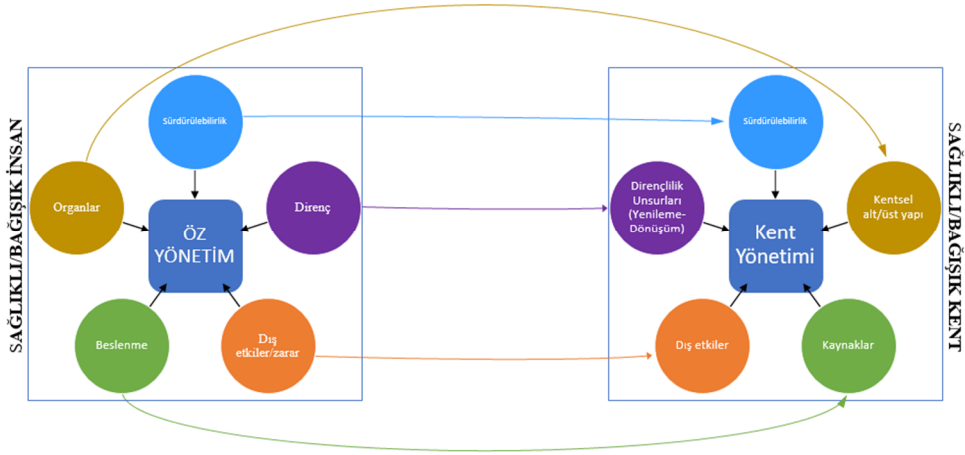 SAĞLIKLI/BAĞIŞIK İNSAN
Sürdürülebilirlik
Organlar
Direnç
ÖZ
YÖNETİM
Beslenme
Dış
etkiler/zarar
Sürdürülebilirlik
Dirençlilik
Unsurları
(Yenileme-
Dönüşüm)
Kentsel
alt/üst yapı
Kent
Yönetimi
Dış etkiler
Kaynaklar
SAĞLIKLI/BAĞIŞIK KENT